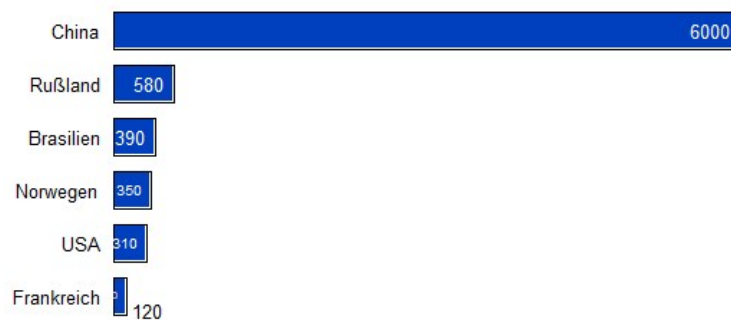 China 6000
Rußland 580
Brasilien 390
Norwegen 350
USA 310
Frankreich 120